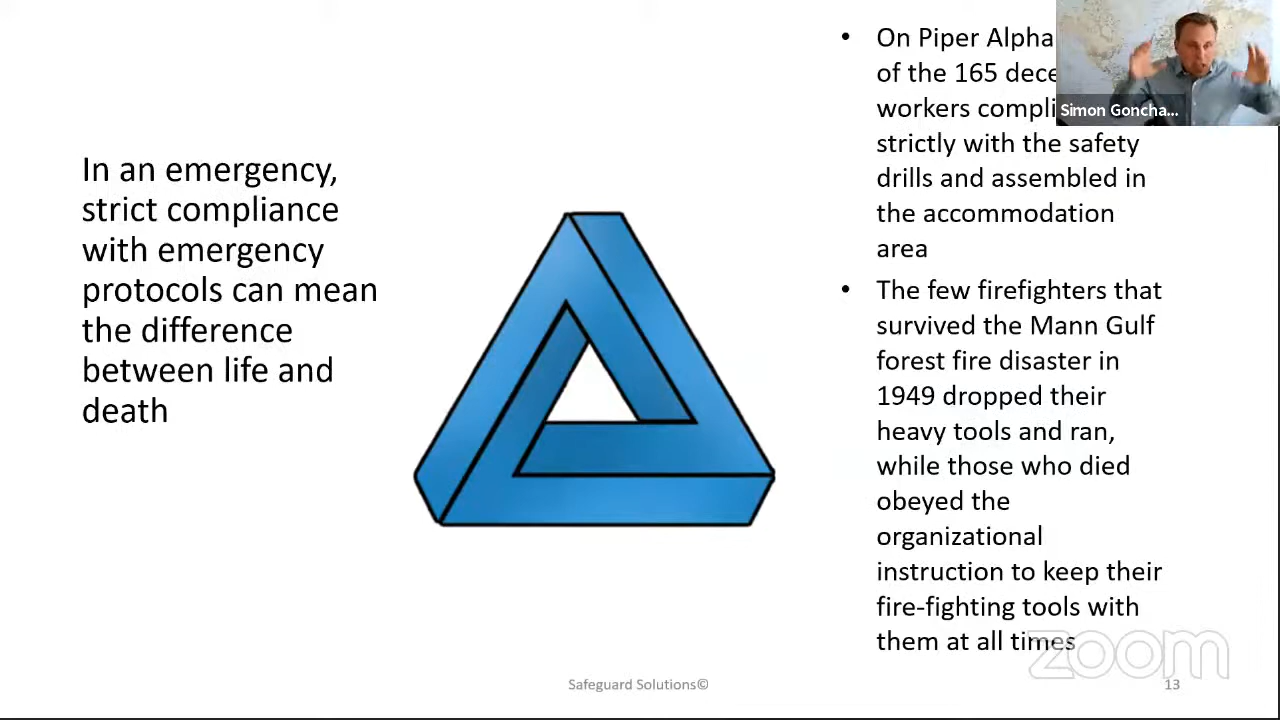 In an emergency,
strict compliance
with emergency
protocols can mean
the difference
between life and
death
• On Piper Alpha
of the 165
workers
strictly with the safety
drills and assembled in
the accommodation
area
• The few firefighters that
survived the Mann Gulf
forest fire disaster in
1949 dropped their
heavy tools and ran,
while those who died
obeyed the
organizational
instruction to keep their
fire-fighting tools with
them at all times
Simon Goncha...
zoom
Safeguard Solutions©
13